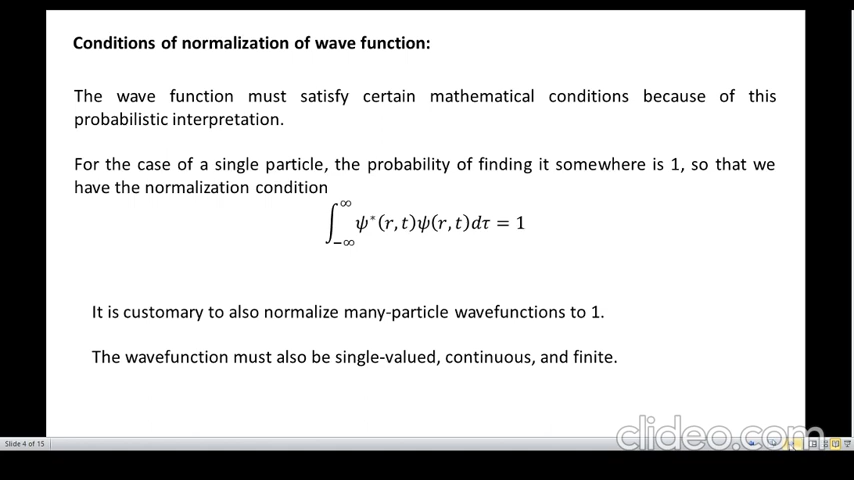 Conditions of normalization of wave function:
The wave function must satisfy certain mathematical conditions because of this
probabilistic interpretation.
For the case of a single particle, the probability of finding it somewhere is 1, so that we
have the normalization condition
∫_{−∞}^{∞} ψ*(r, t)ψ(r, t)dτ = 1
It is customary to also normalize many-particle wavefunctions to 1.
The wavefunction must also be single-valued, continuous, and finite.
clideo.com
Slide 4 of 15